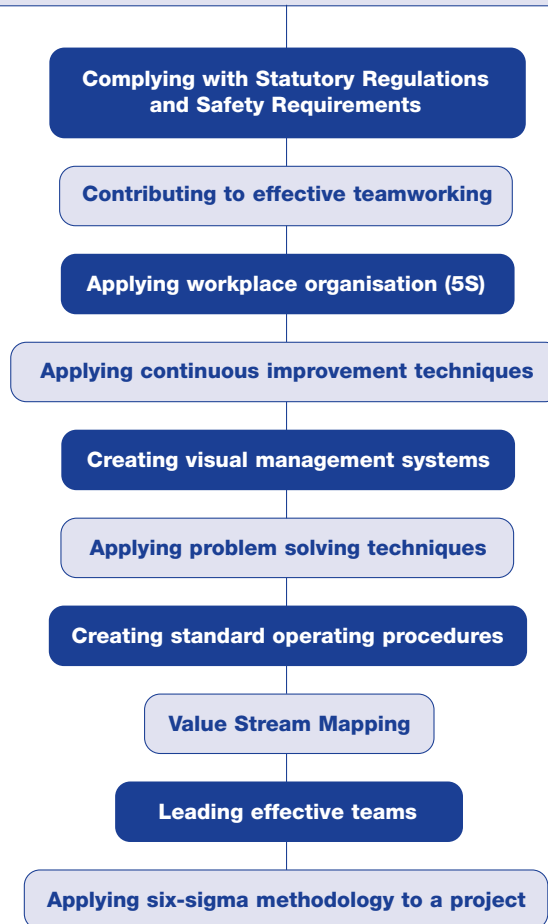 Complying with Statutory Regulations
and Safety Requirements
Contributing to effective teamworking
Applying workplace organisation (5S)
Applying continuous improvement techniques
Creating visual management systems
Applying problem solving techniques
Creating standard operating procedures
Value Stream Mapping
Leading effective teams
Applying six-sigma methodology to a project